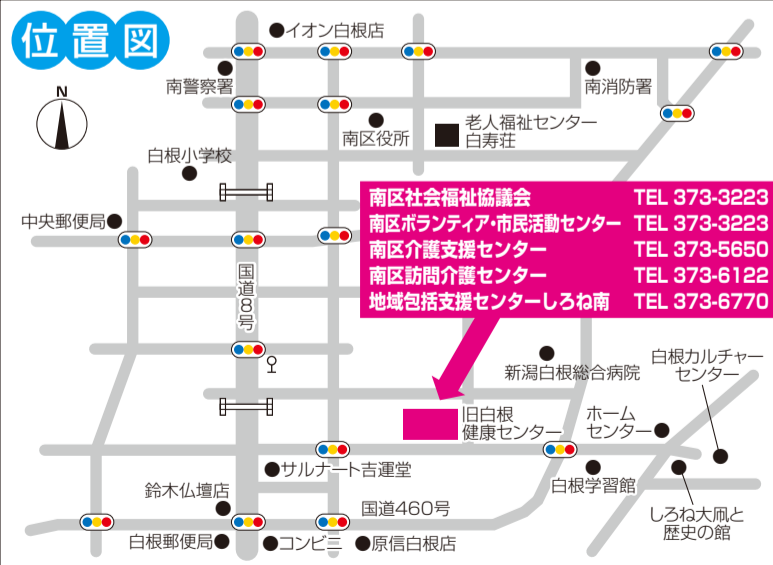 位置図
イオン白根店
N
南警察署
南消防署
南区役所
老人福祉センター
白寿荘
白根小学校
南区社会福祉協議会 TEL 373-3223
南区ボランティア・市民活動センター TEL 373-3223
南区介護支援センター TEL 373-5650
南区訪問介護センター TEL 373-6122
地域包括支援センターしろね南 TEL 373-6770
中央郵便局
国道8号
新潟白根総合病院
白根カルチャー
センター
旧白根
健康センター
ホーム
センター
サルナート吉運堂
白根学習館
鈴木仏壇店
国道460号
しろね大凧と
歴史の館
白根郵便局
コンビニ
原信白根店